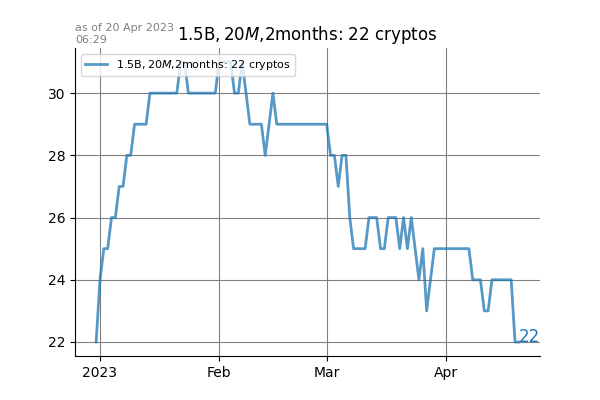 as of 20 Apr 2023
06:29
1.5B, 20M,2months: 22 cryptos
1.5B, 20M,2months: 22 cryptos
30
28
26
24
22
22
2023
Feb
Mar
Apr